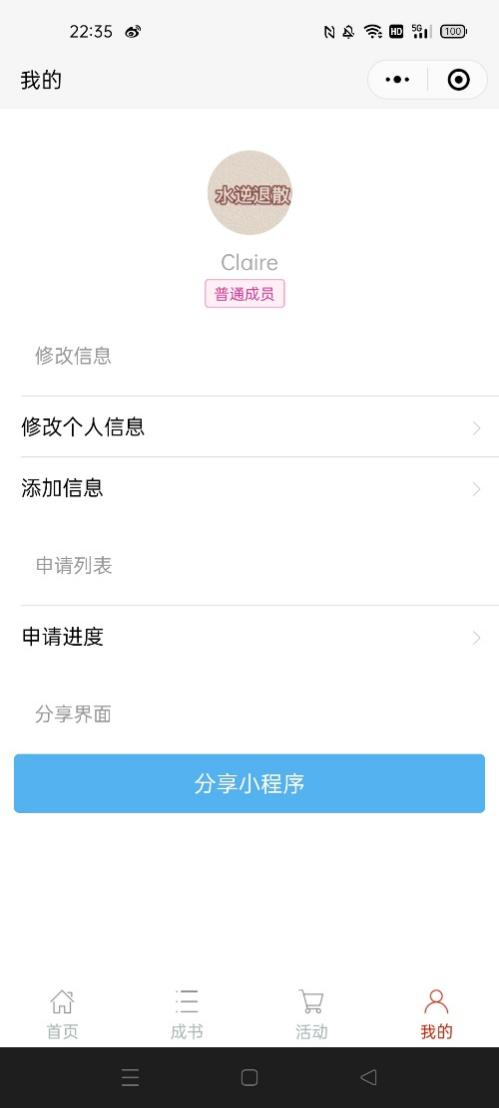 22:35
HD 5G 100
我的
水逆退散
Claire
普通成员
修改信息
修改个人信息
添加信息
申请列表
申请进度
分享界面
分享小程序
首页 成书 活动 我的